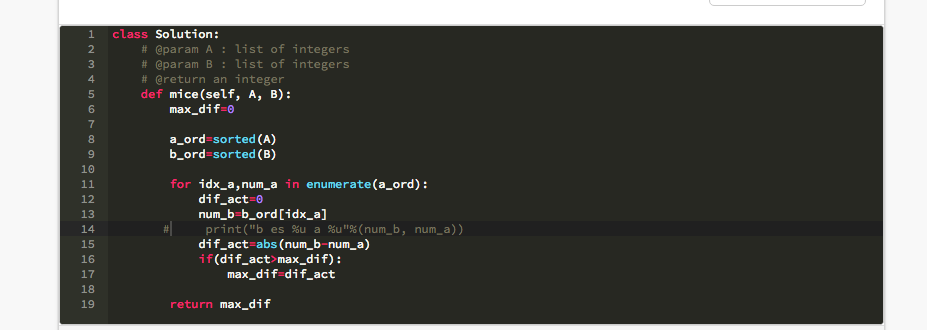 1 class Solution:
2     # @param A : list of integers
3     # @param B : list of integers
4     # @return an integer
5     def mice(self, A, B):
6         max_dif=0
7
8         a_ord=sorted(A)
9         b_ord=sorted(B)
10
11         for idx_a,num_a in enumerate(a_ord):
12             dif_act=0
13             num_b=b_ord[idx_a]
14        #     print("b es %u a %u"%(num_b, num_a))
15             dif_act=abs(num_b-num_a)
16             if(dif_act>max_dif):
17                 max_dif=dif_act
18
19         return max_dif